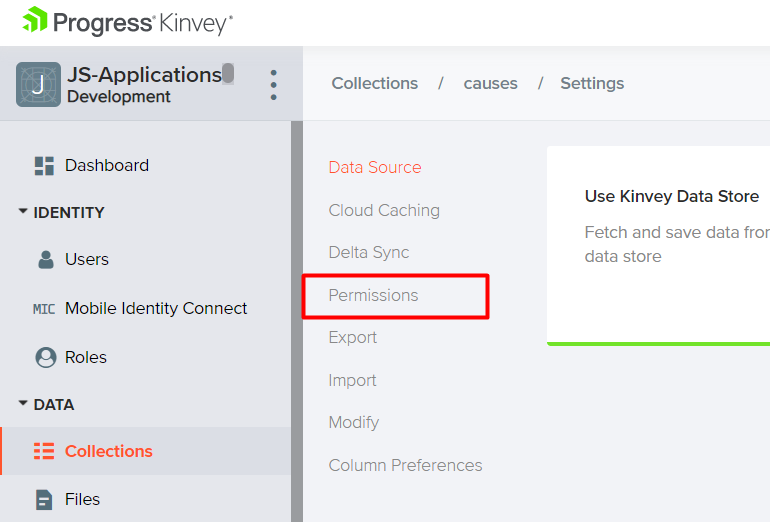 Progress Kinvey
J
JS-Applications
Development
Collections / causes / Settings
Dashboard
IDENTITY
Users
MIC Mobile Identity Connect
Roles
DATA
Collections
Files
Data Source
Cloud Caching
Delta Sync
Permissions
Export
Import
Modify
Column Preferences
Use Kinvey Data Store
Fetch and save data from
data store